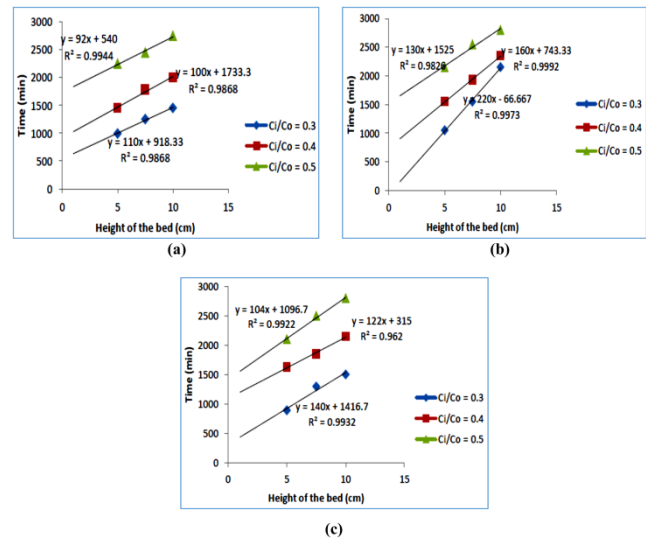 3000
2500
2000
1500
1000
500
0
0
5
10
15
Time (min)
Height of the bed (cm)
y = 92x + 540
R² = 0.9944
y = 100x + 1733.3
R² = 0.9868
y = 110x + 918.33
R² = 0.9868
Ci/Co = 0.3
Ci/Co = 0.4
Ci/Co = 0.5
(a)
3000
2500
2000
1500
1000
500
0
0
5
10
15
Time (min)
Height of the bed (cm)
y = 130x + 1525
R² = 0.9826
y = 160x + 743.33
R² = 0.9992
y = 220x - 66.667
R² = 0.9973
Ci/Co = 0.3
Ci/Co = 0.4
Ci/Co = 0.5
(b)
3000
2500
2000
1500
1000
500
0
0
5
10
15
Time (min)
Height of the bed (cm)
y = 104x + 1096.7
R² = 0.9922
y = 122x + 315
R² = 0.962
y = 140x + 1416.7
R² = 0.9932
Ci/Co = 0.3
Ci/Co = 0.4
Ci/Co = 0.5
(c)